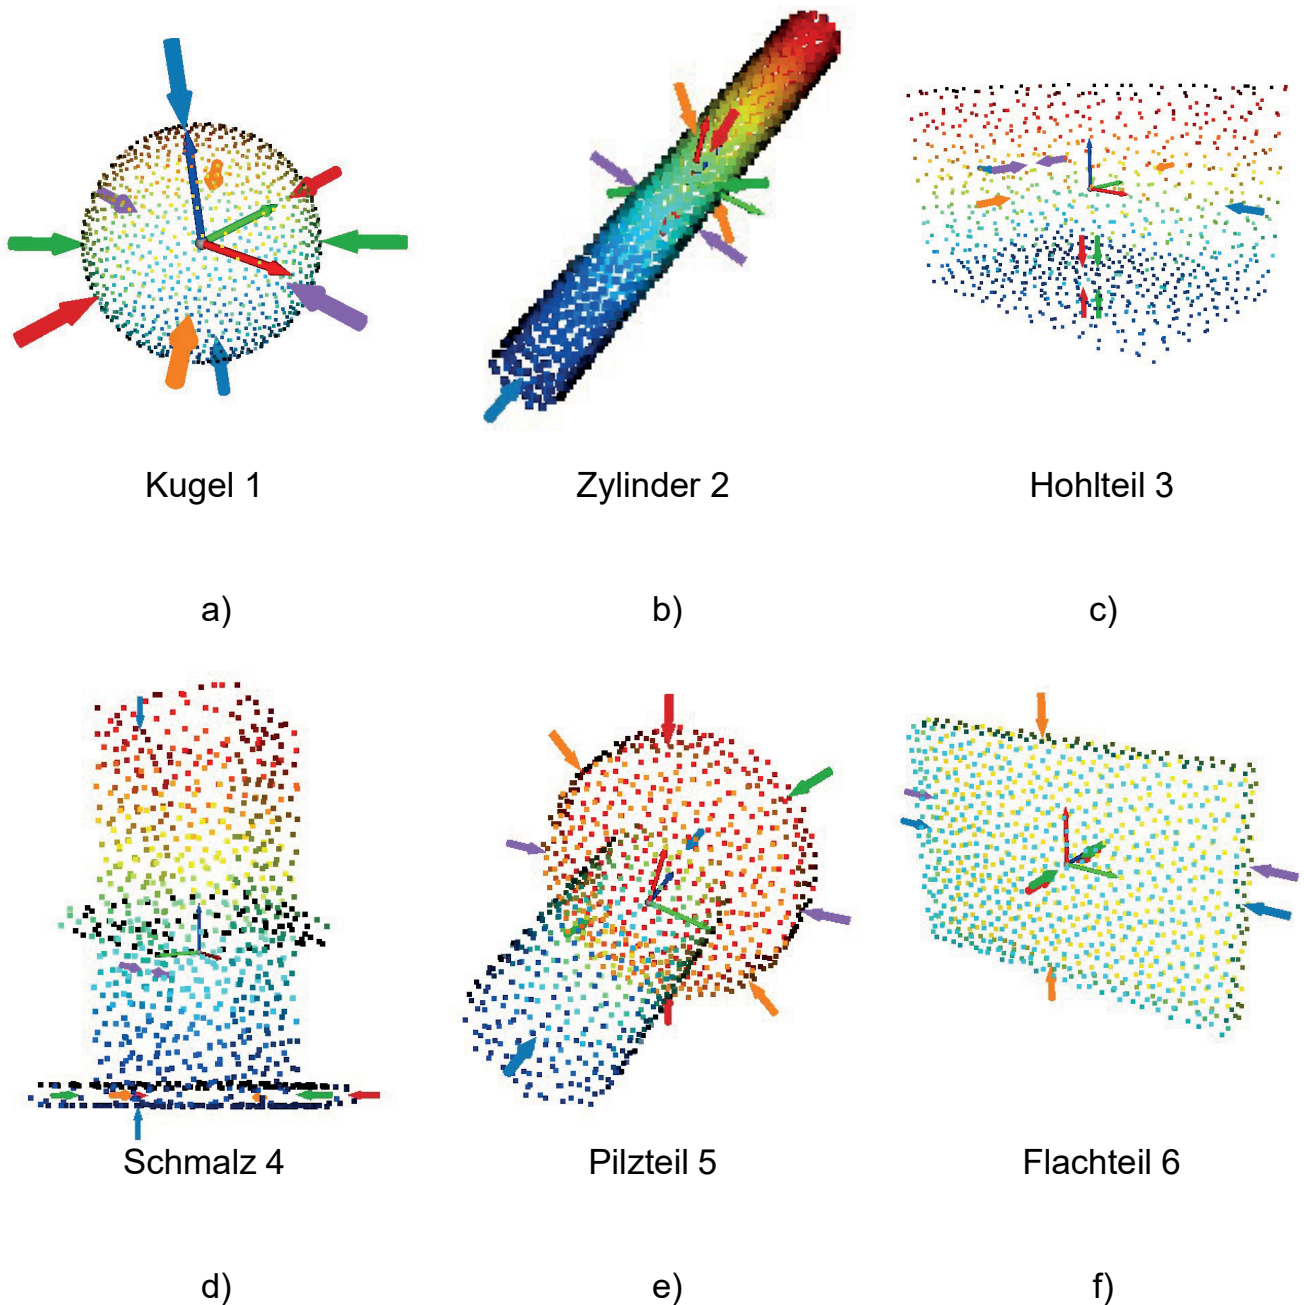 Kugel 1
Zylinder 2
Hohlteil 3
a)
b)
c)
Schmalz 4
Pilzteil 5
Flachteil 6
d)
e)
f)